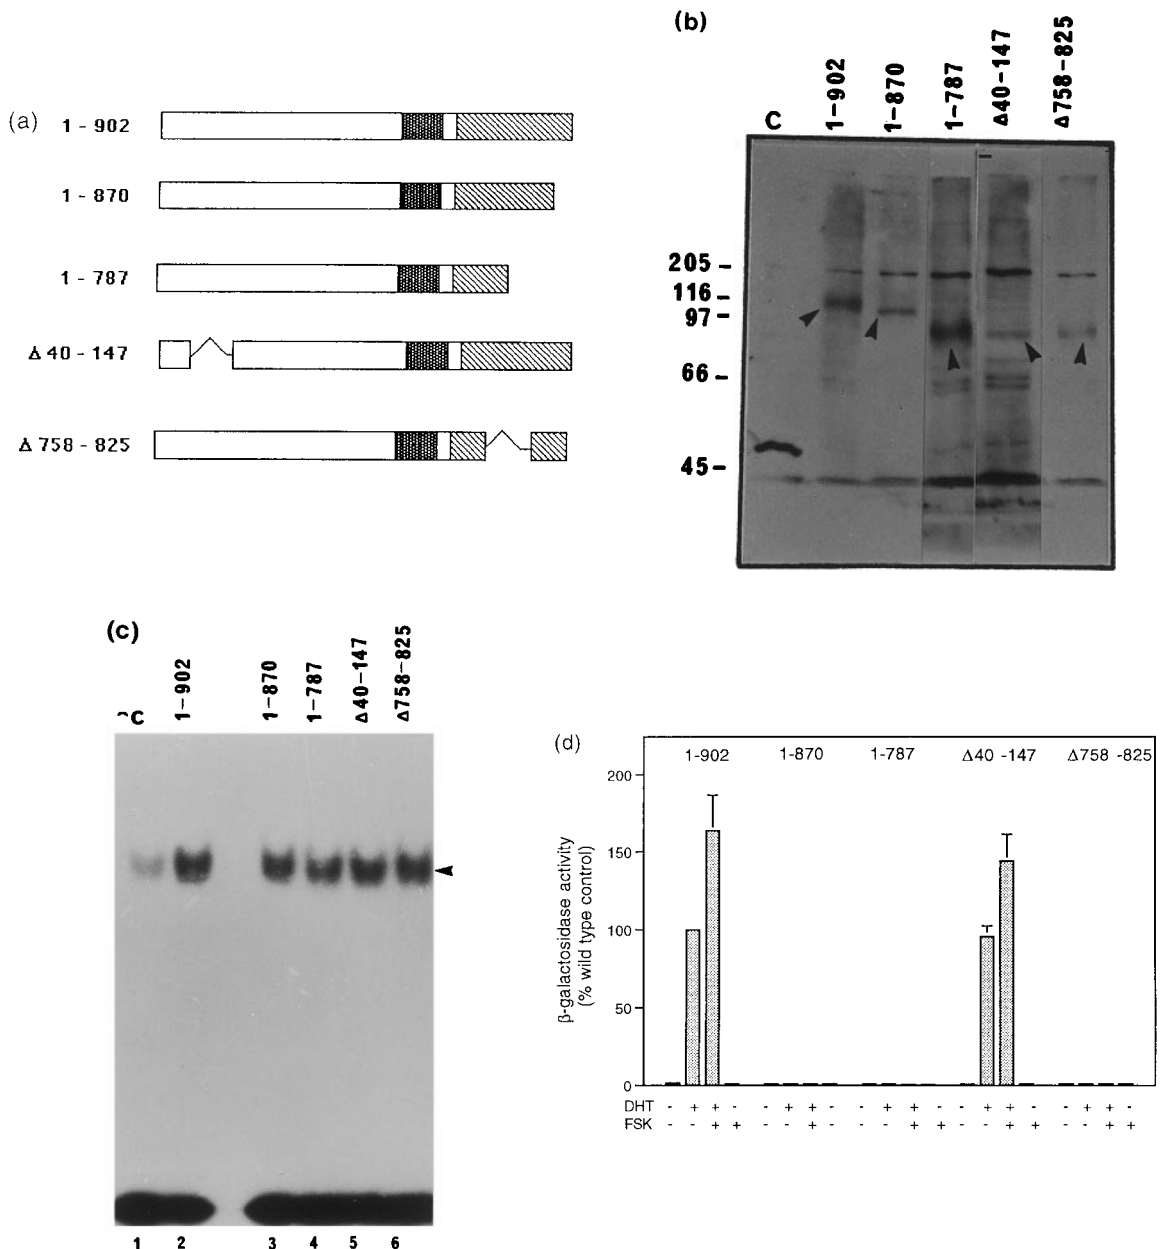 (a)
1 - 902
1 - 870
1 - 787
Δ 40 - 147
Δ 758 - 825
(b)
C
1-902
1-870
1-787
Δ40-147
Δ758-825
205
116
97
66
45
(c)
C
1-902
1-870
1-787
Δ40-147
Δ758-825
1 2 3 4 5 6
(d)
1-902 1-870 1-787 Δ40 -147 Δ758 -825
β-galactosidase activity
(% wild type control)
200
150
100
50
0
DHT - + + - - + + - - + + - - + + - - + + -
FSK - - + + - - + - - - + + - - + + - - + +